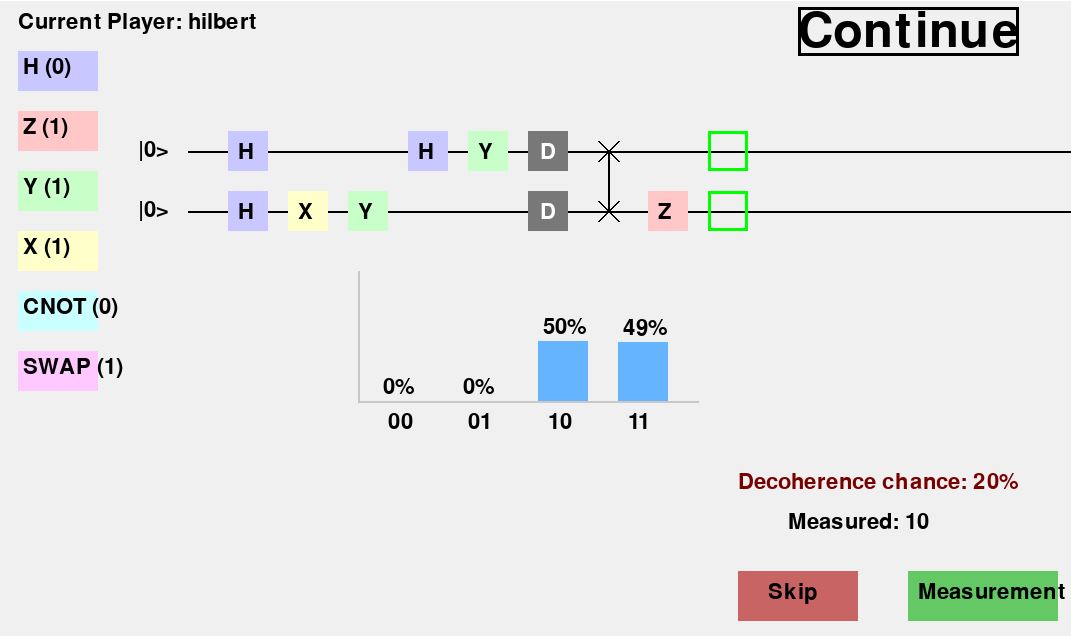 Current Player: hilbert
Continue
H (0)
Z (1)
Y (1)
X (1)
CNOT (0)
SWAP (1)
|0> H H Y D
|0> H X Y D Z
50% 49%
0% 0%
00 01 10 11
Decoherence chance: 20%
Measured: 10
Skip
Measurement